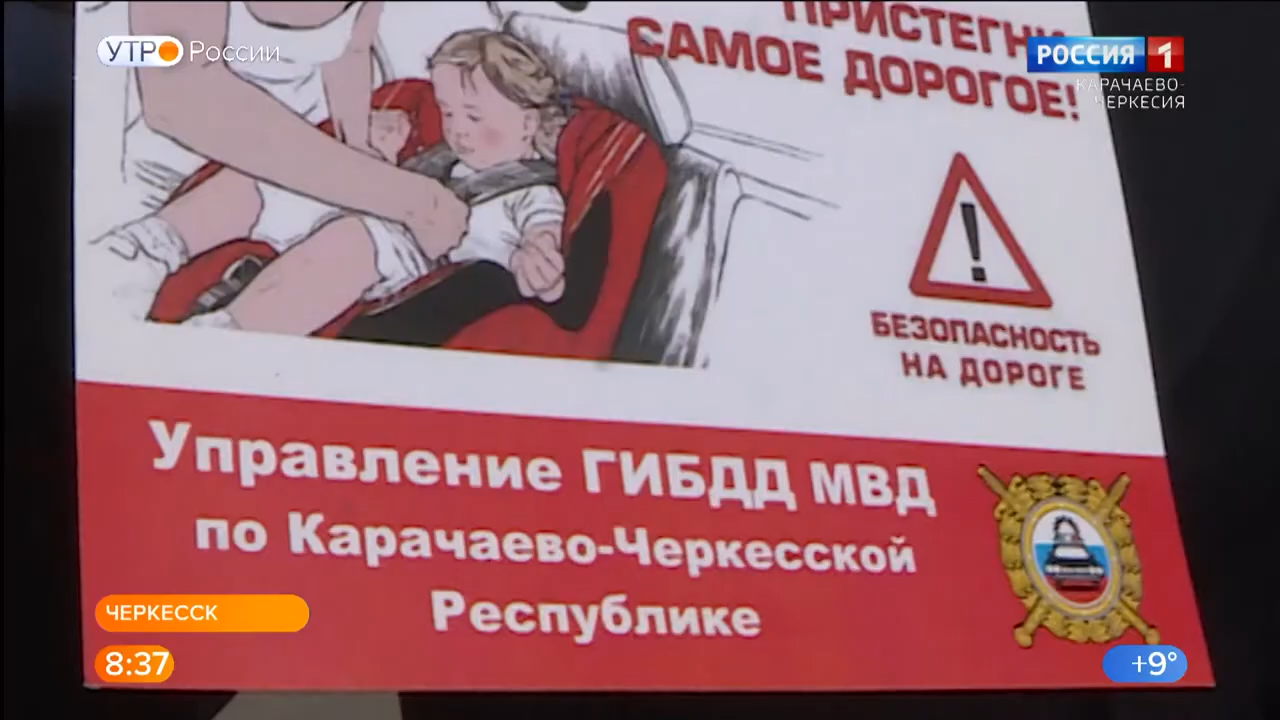 УТРО России
ПРИСТЕГНИ
САМОЕ ДОРОГОЕ!
РОССИЯ 1
КАРАЧАЕВО-
ЧЕРКЕСИЯ
БЕЗОПАСНОСТЬ
НА ДОРОГЕ
Управление ГИБДД МВД
по Карачаево-Черкесской
Республике
ЧЕРКЕССК
8:37
+9°